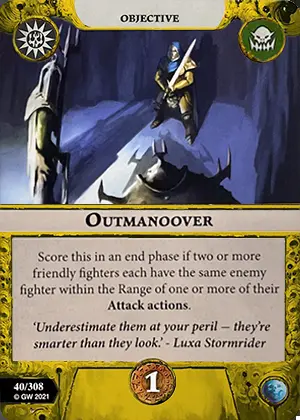 OBJECTIVE
OUTMANOOVER
Score this in an end phase if two or more
friendly fighters each have the same enemy
fighter within the Range of one or more of their
Attack actions.
‘Underestimate them at your peril – they’re
smarter than they look.’ - Luxa Stormrider
40/308
© GW 2021
1